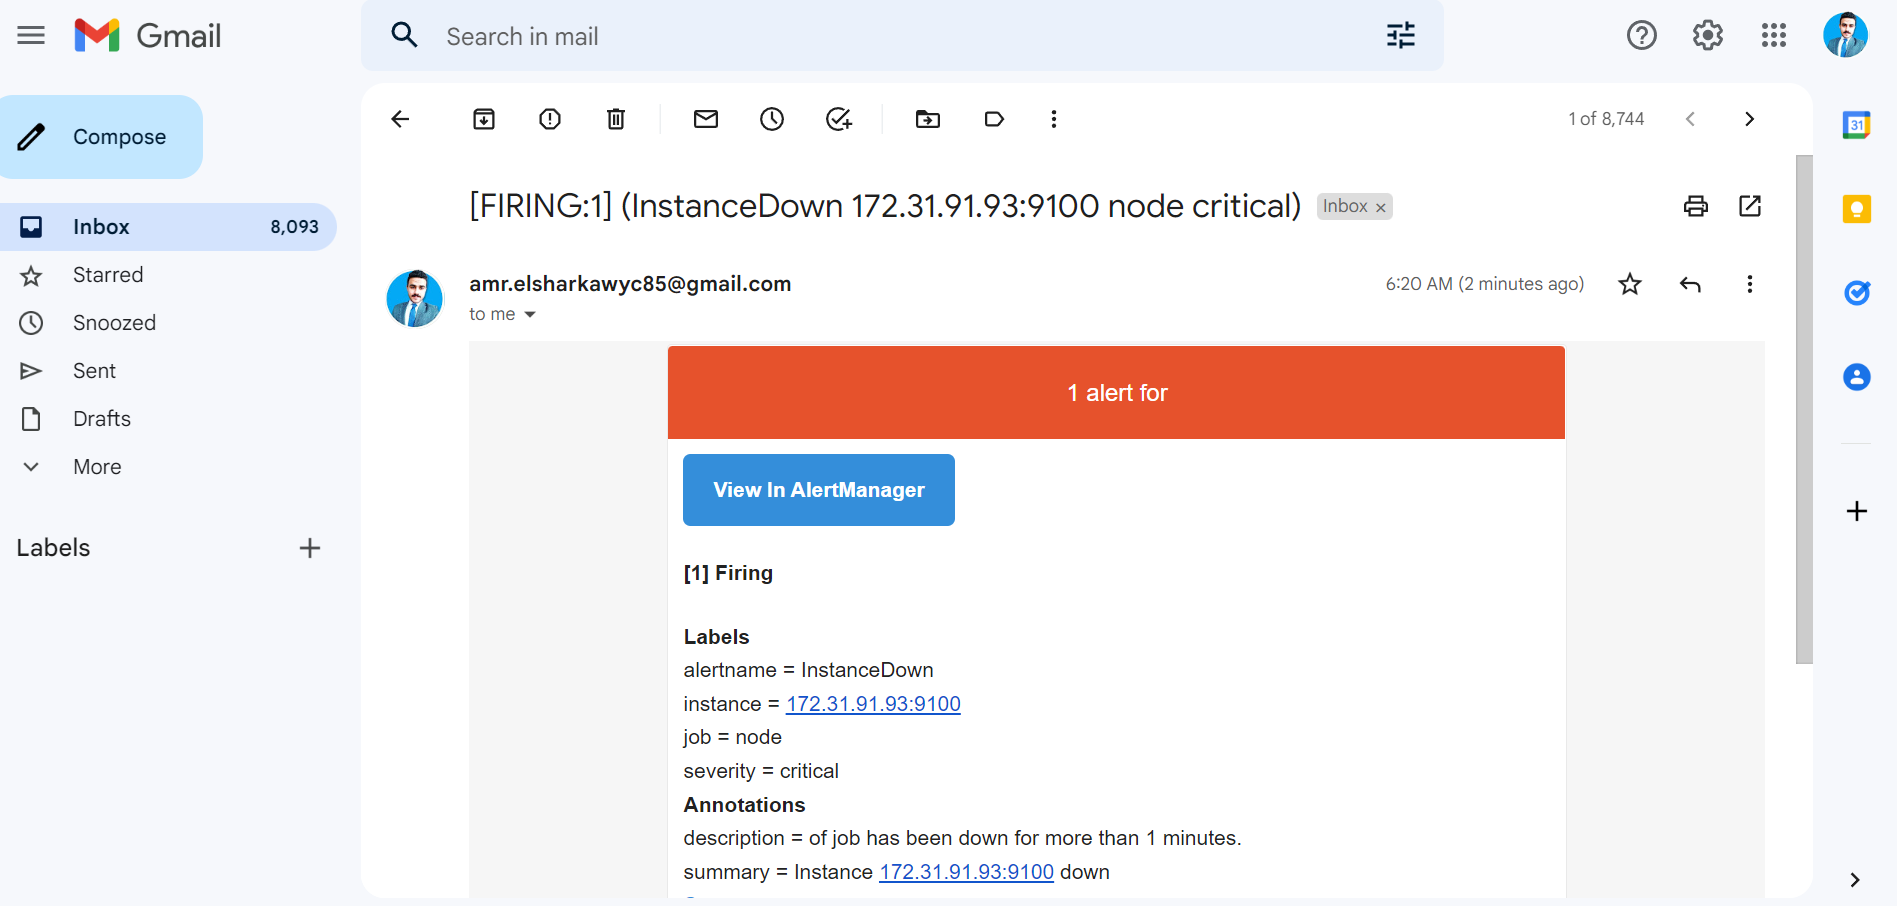 Gmail
Search in mail
Compose
1 of 8,744
31
[FIRING:1] (InstanceDown 172.31.91.93:9100 node critical) Inbox ×
Inbox 8,093
Starred
Snoozed
Sent
Drafts
More
Labels
amr.elsharkawyc85@gmail.com
6:20 AM (2 minutes ago)
to me
1 alert for
View In AlertManager
[1] Firing
Labels
alertname = InstanceDown
instance = 172.31.91.93:9100
job = node
severity = critical
Annotations
description = of job has been down for more than 1 minutes.
summary = Instance 172.31.91.93:9100 down